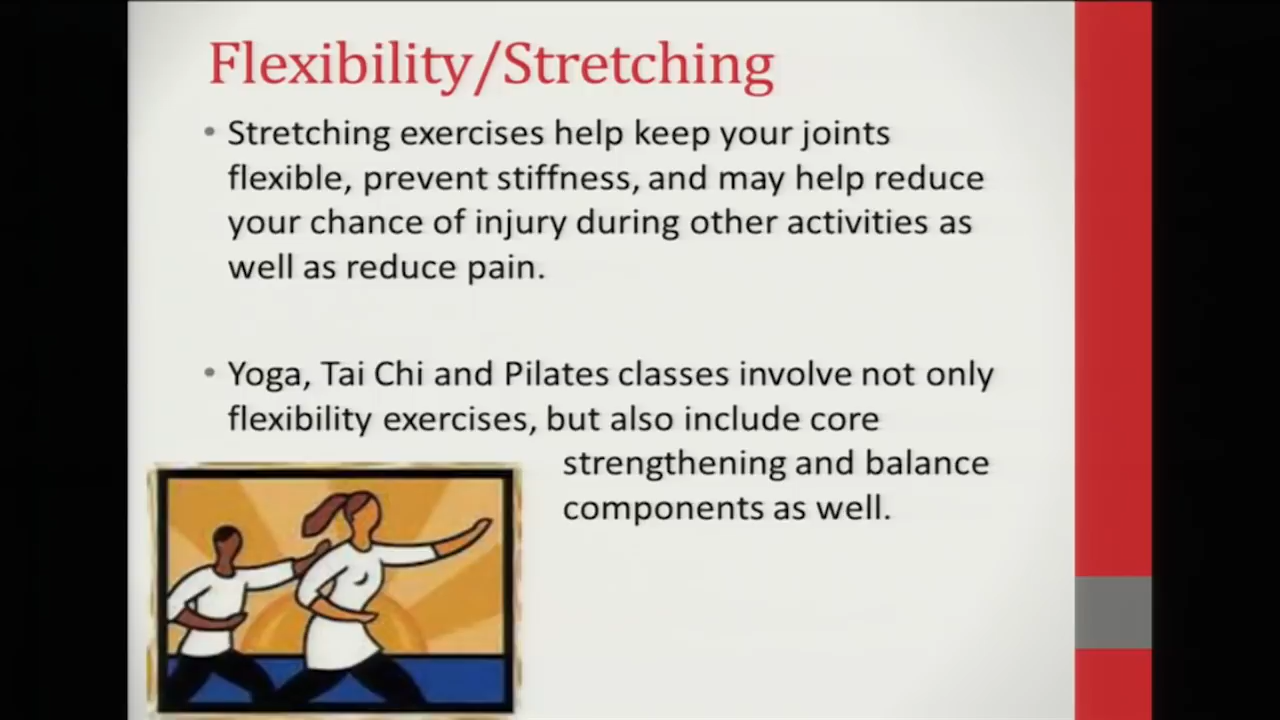 Flexibility/Stretching
• Stretching exercises help keep your joints
flexible, prevent stiffness, and may help reduce
your chance of injury during other activities as
well as reduce pain.
• Yoga, Tai Chi and Pilates classes involve not only
flexibility exercises, but also include core
strengthening and balance
components as well.